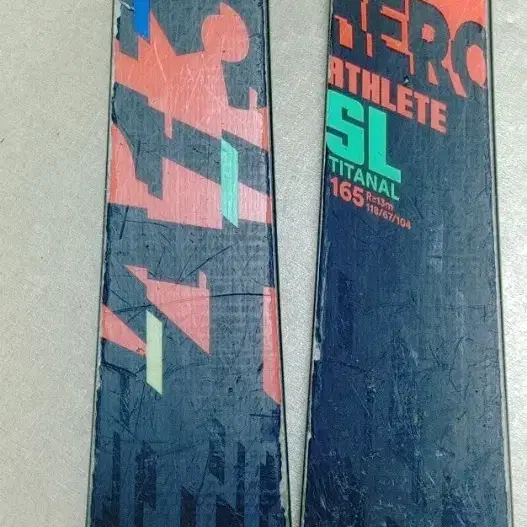 HERO
ATHLETE
SL
TITANAL
165 R≥13m
118/67/104